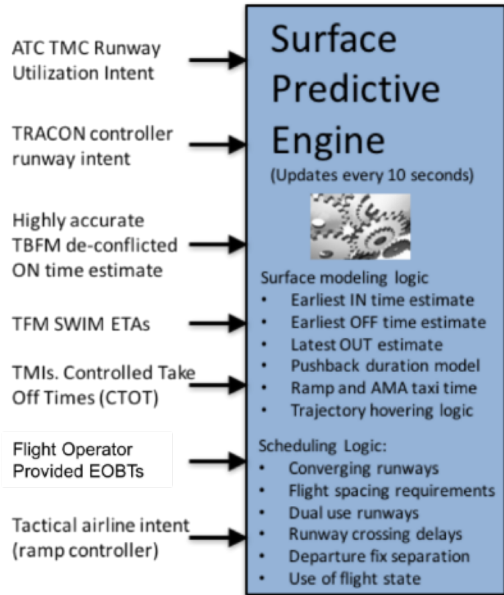 ATC TMC Runway
Utilization Intent
TRACON controller
runway intent
Highly accurate
TBFM de-conflicted
ON time estimate
TFM SWIM ETAs
TMIs. Controlled Take
Off Times (CTOT)
Flight Operator
Provided EOBTs
Tactical airline intent
(ramp controller)
Surface
Predictive
Engine
(Updates every 10 seconds)
Surface modeling logic
• Earliest IN time estimate
• Earliest OFF time estimate
• Latest OUT estimate
• Pushback duration model
• Ramp and AMA taxi time
• Trajectory hovering logic
Scheduling Logic:
• Converging runways
• Flight spacing requirements
• Dual use runways
• Runway crossing delays
• Departure fix separation
• Use of flight state